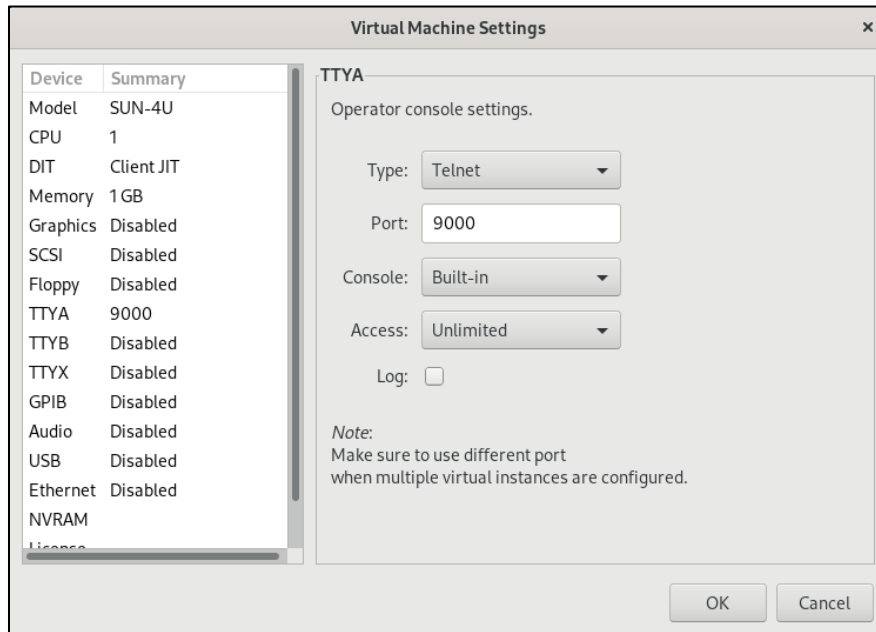 Virtual Machine Settings ×
Device Summary
Model SUN-4U
CPU 1
DIT Client JIT
Memory 1 GB
Graphics Disabled
SCSI Disabled
Floppy Disabled
TTYA 9000
TTYB Disabled
TTYX Disabled
GPIB Disabled
Audio Disabled
USB Disabled
Ethernet Disabled
NVRAM
License
TTYA
Operator console settings.
Type: Telnet
Port: 9000
Console: Built-in
Access: Unlimited
Log:
Note:
Make sure to use different port
when multiple virtual instances are configured.
OK Cancel